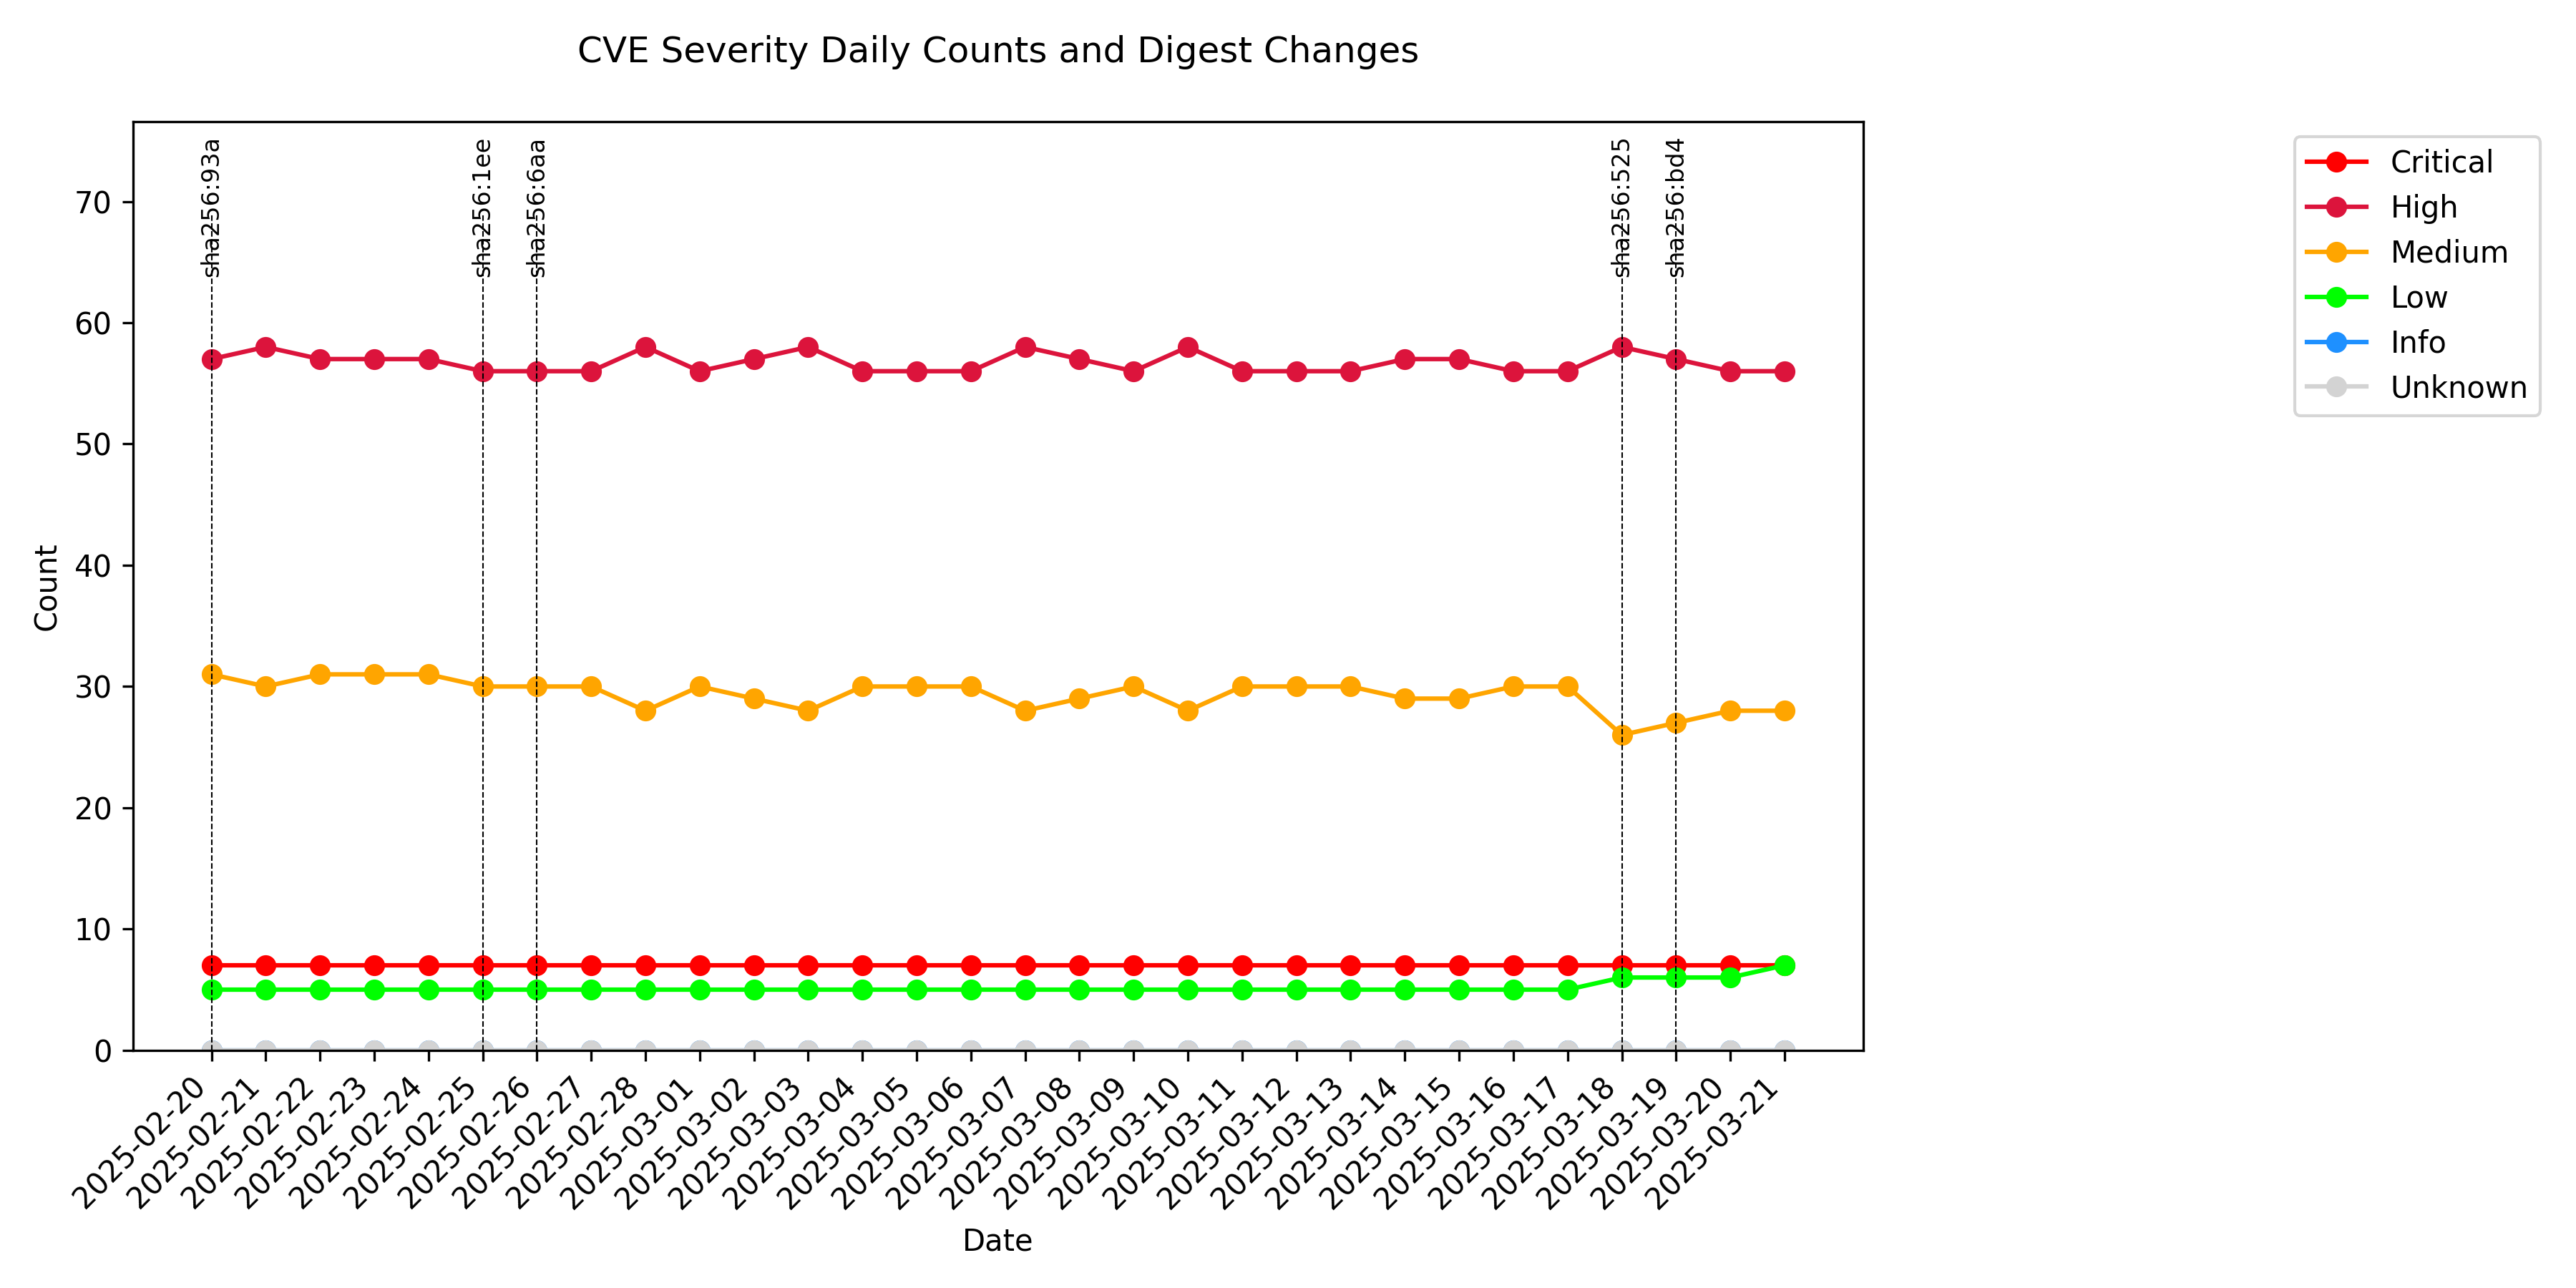 CVE Severity Daily Counts and Digest Changes
sha256:93a
sha256:1ee
sha256:6aa
sha256:525
sha256:bd4
Critical
High
Medium
Low
Info
Unknown
Count
70
60
50
40
30
20
10
0
2025-02-20
2025-02-21
2025-02-22
2025-02-23
2025-02-24
2025-02-25
2025-02-26
2025-02-27
2025-02-28
2025-03-01
2025-03-02
2025-03-03
2025-03-04
2025-03-05
2025-03-06
2025-03-07
2025-03-08
2025-03-09
2025-03-10
2025-03-11
2025-03-12
2025-03-13
2025-03-14
2025-03-15
2025-03-16
2025-03-17
2025-03-18
2025-03-19
2025-03-20
2025-03-21
Date